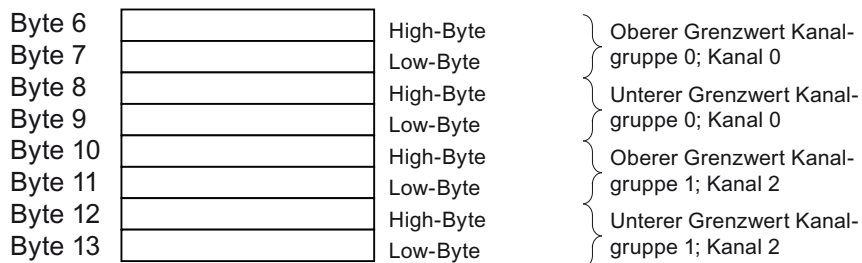 Byte 6
High-Byte
Oberer Grenzwert Kanal-
gruppe 0; Kanal 0
Byte 7
Low-Byte
Byte 8
High-Byte
Unterer Grenzwert Kanal-
gruppe 0; Kanal 0
Byte 9
Low-Byte
Byte 10
High-Byte
Oberer Grenzwert Kanal-
gruppe 1; Kanal 2
Byte 11
Low-Byte
Byte 12
High-Byte
Unterer Grenzwert Kanal-
gruppe 1; Kanal 2
Byte 13
Low-Byte